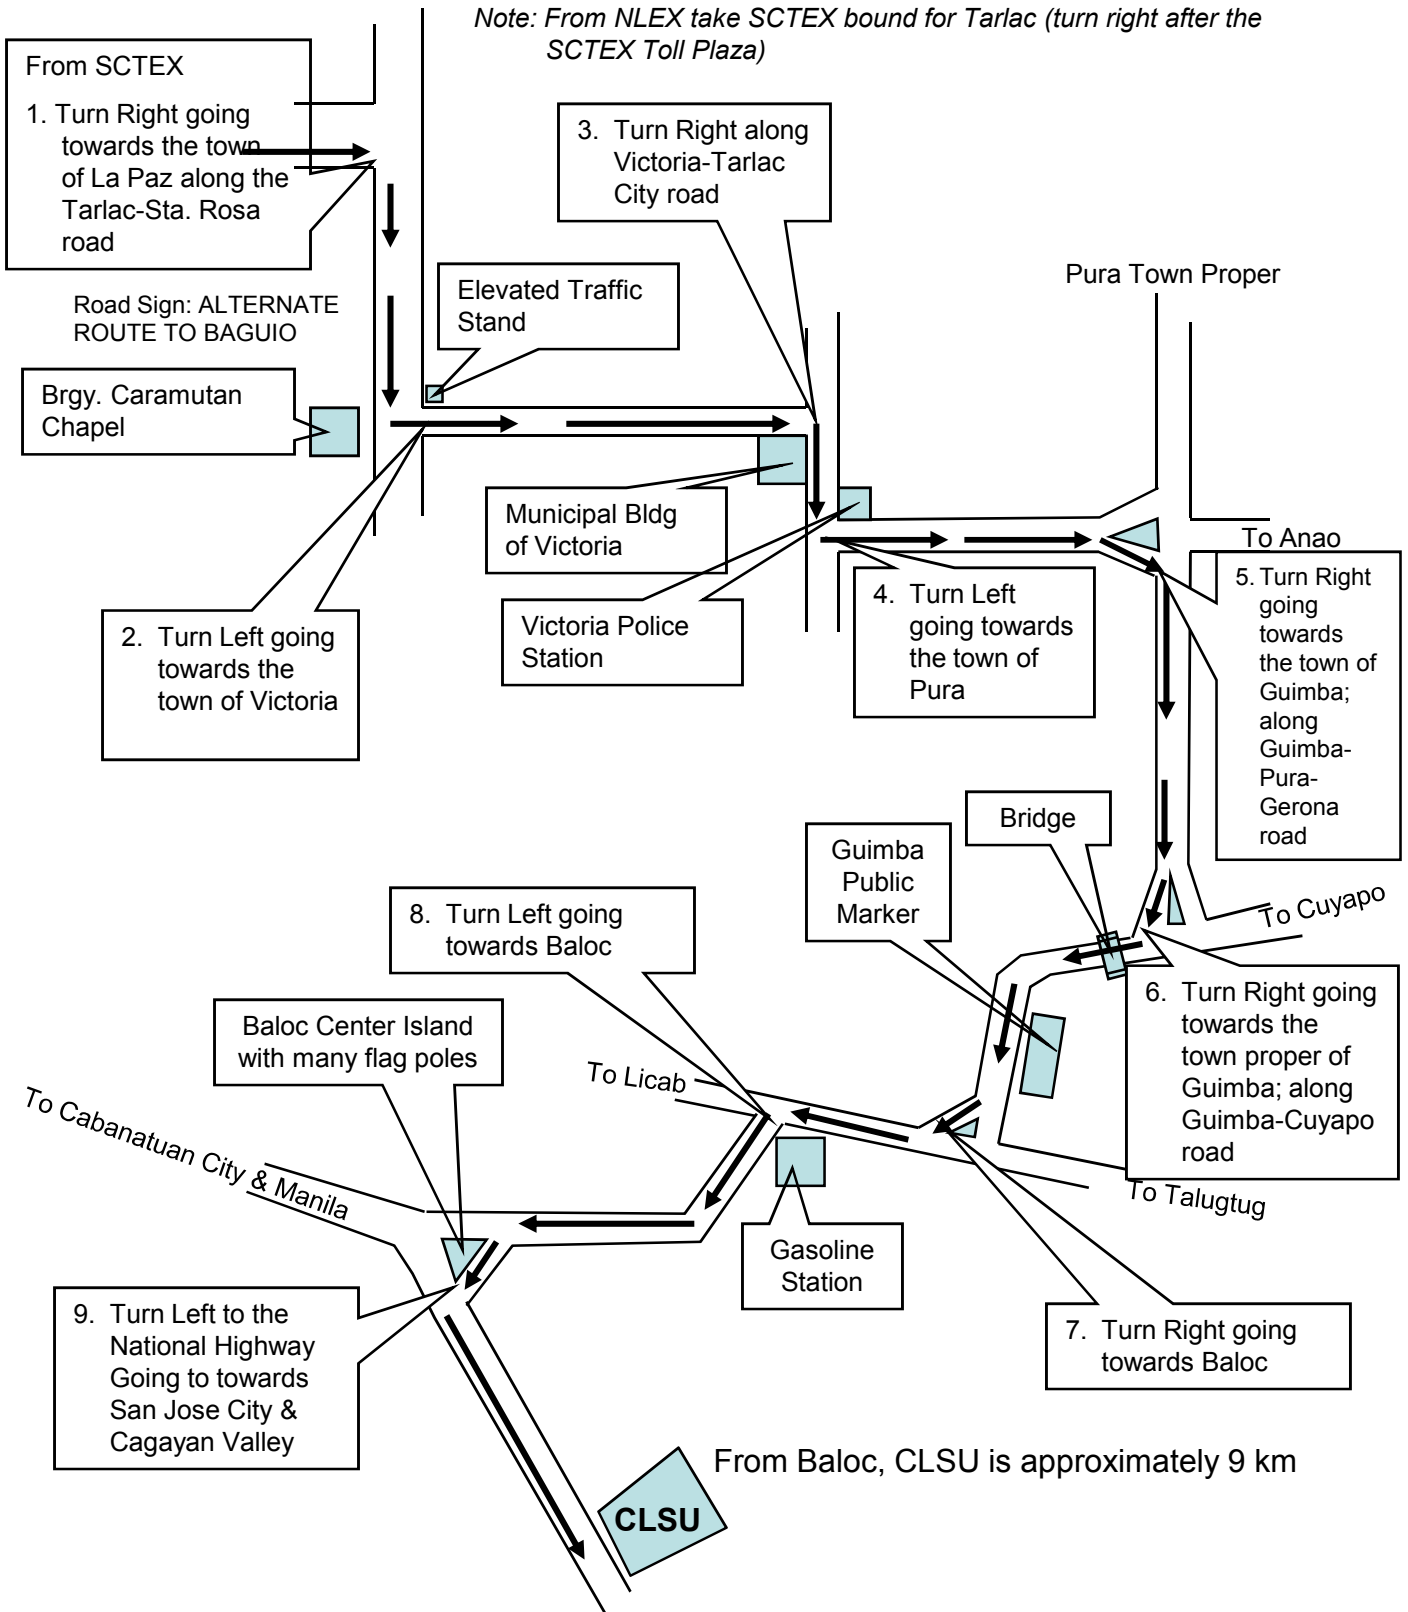 Note: From NLEX take SCTEX bound for Tarlac (turn right after the
SCTEX Toll Plaza)
From SCTEX
1. Turn Right going
towards the town
of La Paz along the
Tarlac-Sta. Rosa
road
3. Turn Right along
Victoria-Tarlac
City road
Road Sign: ALTERNATE
ROUTE TO BAGUIO
Elevated Traffic
Stand
Pura Town Proper
Brgy. Caramutan
Chapel
Municipal Bldg
of Victoria
To Anao
2. Turn Left going
towards the
town of Victoria
Victoria Police
Station
4. Turn Left
going towards
the town of
Pura
5. Turn Right
going
towards
the town of
Guimba;
along
Guimba-
Pura-
Gerona
road
Bridge
Guimba
Public
Marker
To Cuyapo
8. Turn Left going
towards Baloc
6. Turn Right going
towards the
town proper of
Guimba; along
Guimba-Cuyapo
road
Baloc Center Island
with many flag poles
To Licab
To Cabanatuan City & Manila
To Talugtug
Gasoline
Station
7. Turn Right going
towards Baloc
9. Turn Left to the
National Highway
Going to towards
San Jose City &
Cagayan Valley
From Baloc, CLSU is approximately 9 km
CLSU